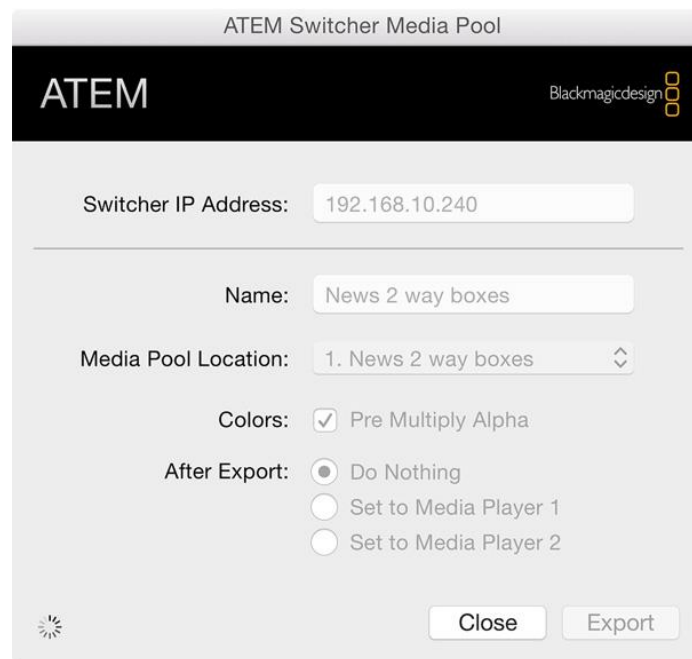 ATEM Switcher Media Pool
ATEM
Blackmagicdesign
Switcher IP Address: 192.168.10.240
Name: News 2 way boxes
Media Pool Location: 1. News 2 way boxes
Colors: Pre Multiply Alpha
After Export: Do Nothing
Set to Media Player 1
Set to Media Player 2
Close Export